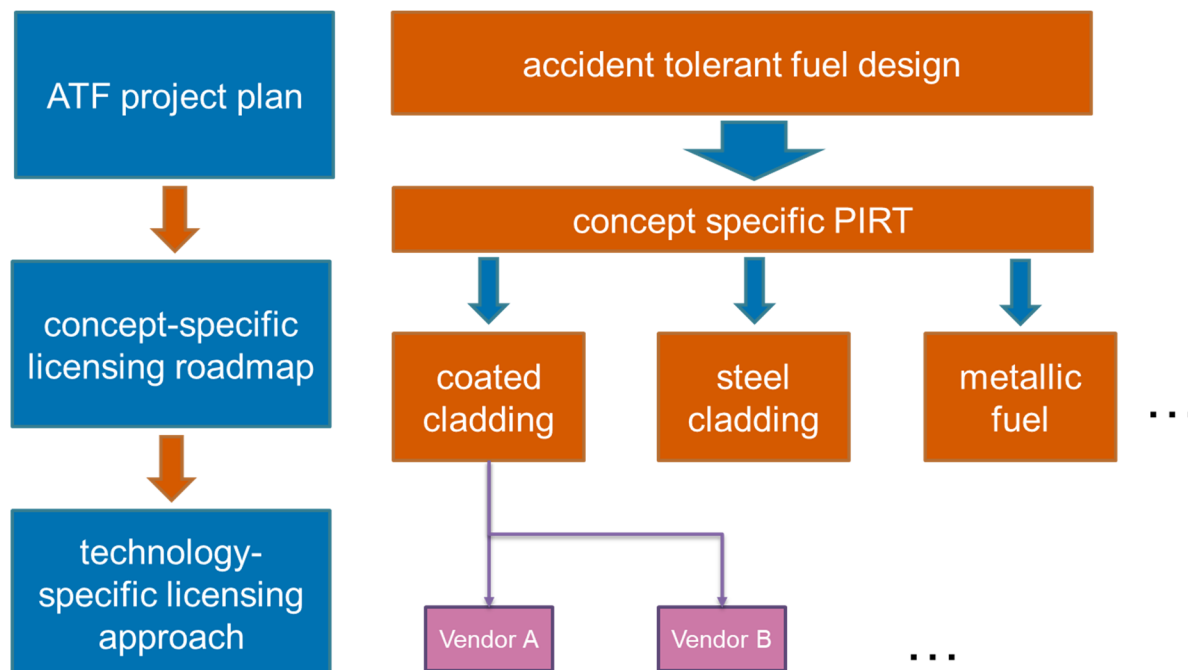 ATF project plan
concept-specific
licensing roadmap
technology-
specific licensing
approach
accident tolerant fuel design
concept specific PIRT
coated
cladding
steel
cladding
metallic
fuel
...
Vendor A
Vendor B
...